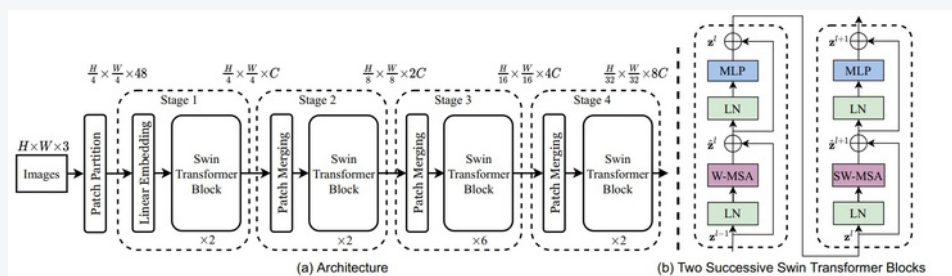 H/4 × W/4 × 48
H/4 × W/4 × C
H/8 × W/8 × 2C
H/16 × W/16 × 4C
H/32 × W/32 × 8C
H×W×3
Images
Patch Partition
Stage 1
Linear Embedding
Swin
Transformer
Block
×2
Stage 2
Patch Merging
Swin
Transformer
Block
×2
Stage 3
Patch Merging
Swin
Transformer
Block
×6
Stage 4
Patch Merging
Swin
Transformer
Block
×2
(a) Architecture
z^l
MLP
LN
ẑ^l
W-MSA
LN
z^{l-1}
z^{l+1}
MLP
LN
ẑ^{l+1}
SW-MSA
LN
z^l
(b) Two Successive Swin Transformer Blocks